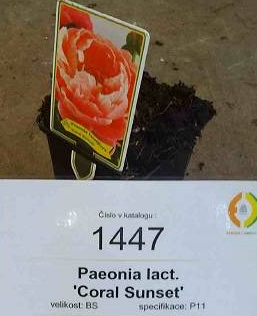 Číslo v katalogu :
1447
Paeonia lact.
'Coral Sunset'
velikost: BS specifikace: P11